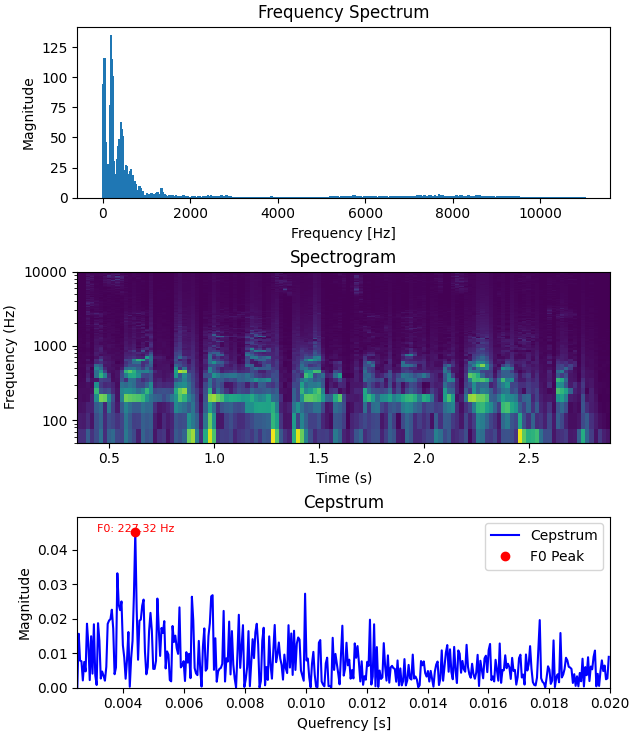 Frequency Spectrum
125
100
75
50
25
0
Magnitude
0 2000 4000 6000 8000 10000
Frequency [Hz]
Spectrogram
10000
1000
100
Frequency (Hz)
0.5 1.0 1.5 2.0 2.5
Time (s)
Cepstrum
F0: 227.32 Hz
Cepstrum
F0 Peak
0.04
0.03
0.02
0.01
0.00
Magnitude
0.004 0.006 0.008 0.010 0.012 0.014 0.016 0.018 0.020
Quefrency [s]